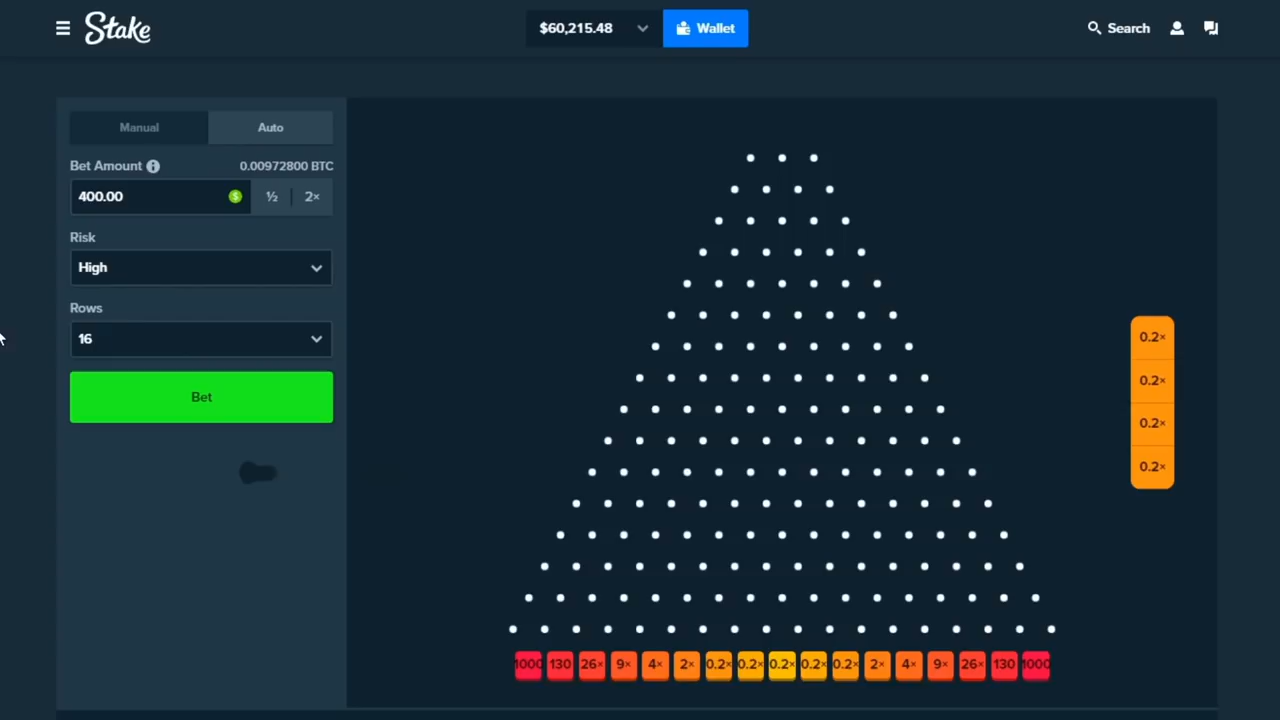 Stake
$60,215.48
Wallet
Search
Manual
Auto
Bet Amount
0.00972800 BTC
400.00
½
2×
Risk
High
Rows
16
Bet
0.2×
0.2×
0.2×
0.2×
1000 130 26× 9× 4× 2× 0.2× 0.2× 0.2× 0.2× 0.2× 2× 4× 9× 26× 130 1000